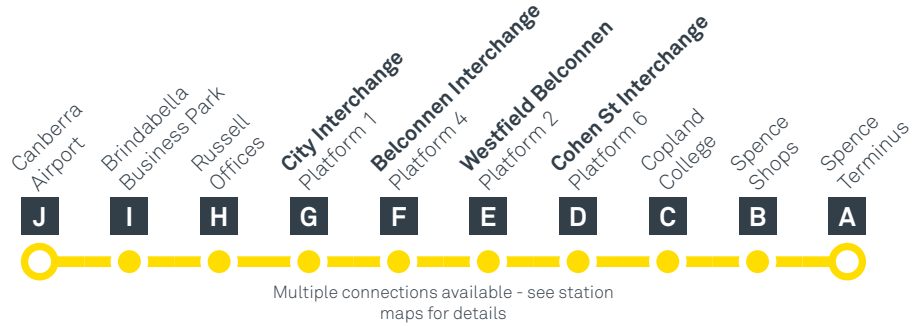 Canberra
Airport
Brindabella
Business Park
Russell
Offices
City Interchange
Platform 1
Belconnen Interchange
Platform 4
Westfield Belconnen
Platform 2
Cohen St Interchange
Platform 6
Copland
College
Spence
Shops
Spence
Terminus
J I H G F E D C B A
Multiple connections available - see station
maps for details